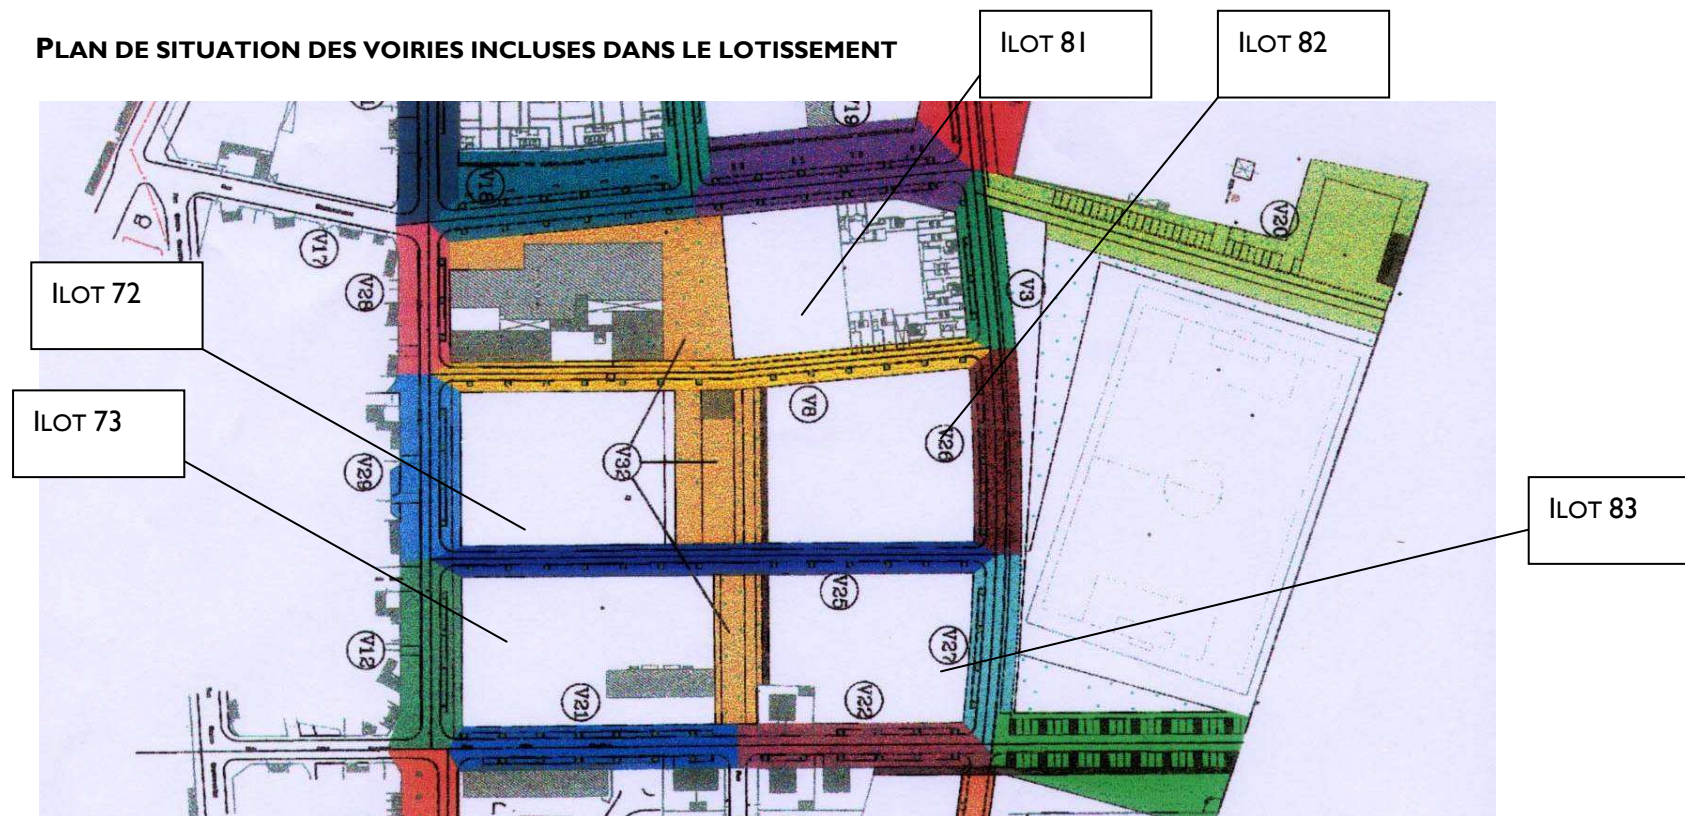 PLAN DE SITUATION DES VOIRIES INCLUSES DANS LE LOTISSEMENT
ILOT 81
ILOT 82
V19
V18
V20
V17
V28
V3
ILOT 72
V8
ILOT 73
V26
V32
V29
ILOT 83
V25
V12
V27
V21
V22